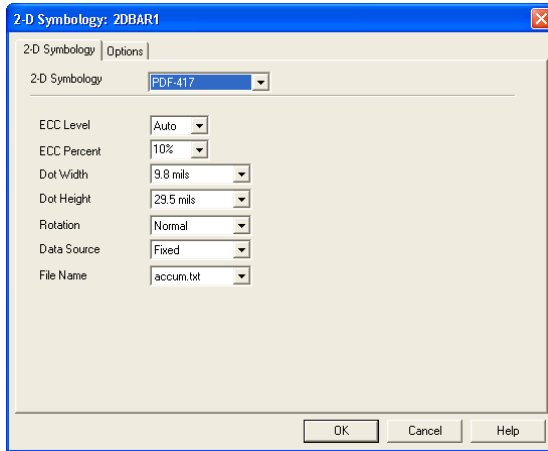 2-D Symbology: 2DBAR1
2-D Symbology Options
2-D Symbology PDF-417
ECC Level Auto
ECC Percent 10%
Dot Width 9.8 mils
Dot Height 29.5 mils
Rotation Normal
Data Source Fixed
File Name accum.txt
OK Cancel Help